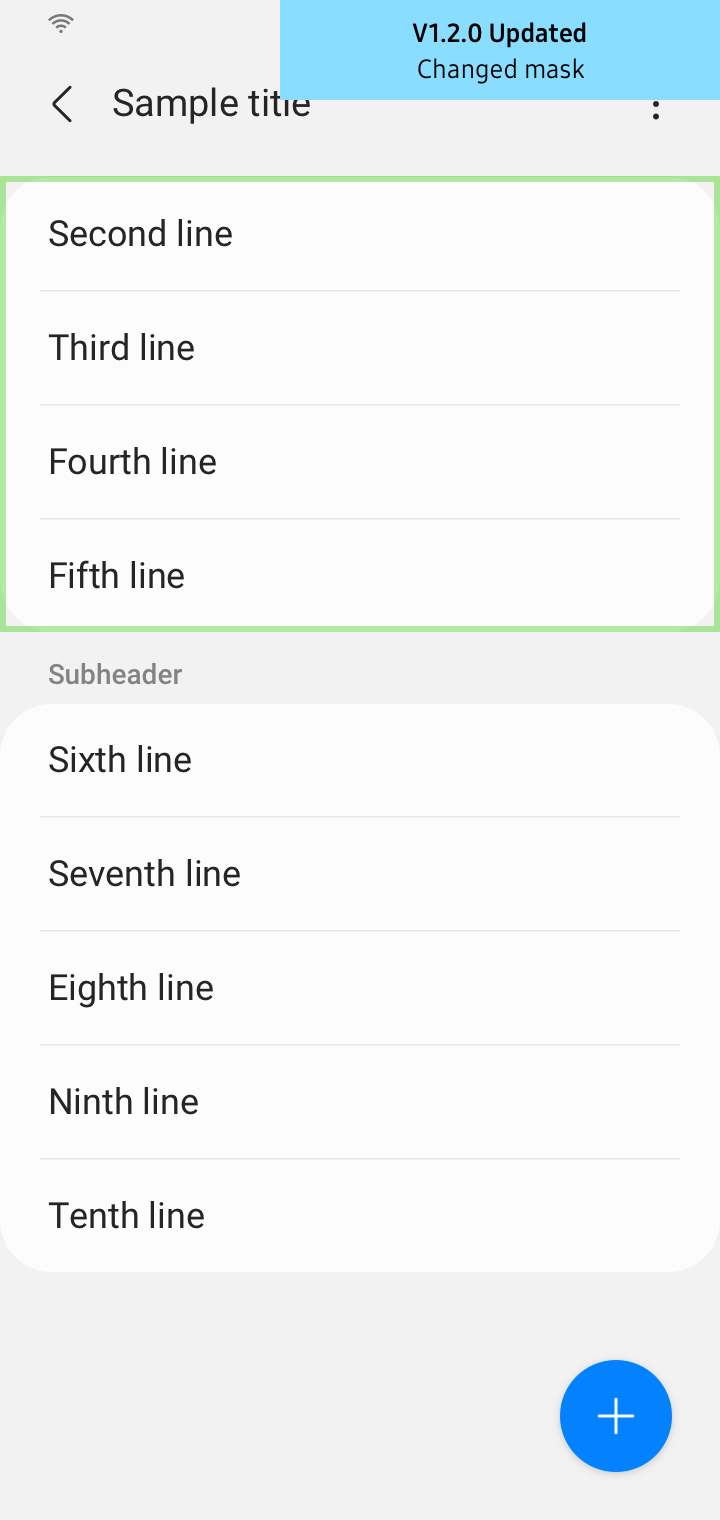 V1.2.0 Updated
Changed mask
Sample title
Second line
Third line
Fourth line
Fifth line
Subheader
Sixth line
Seventh line
Eighth line
Ninth line
Tenth line